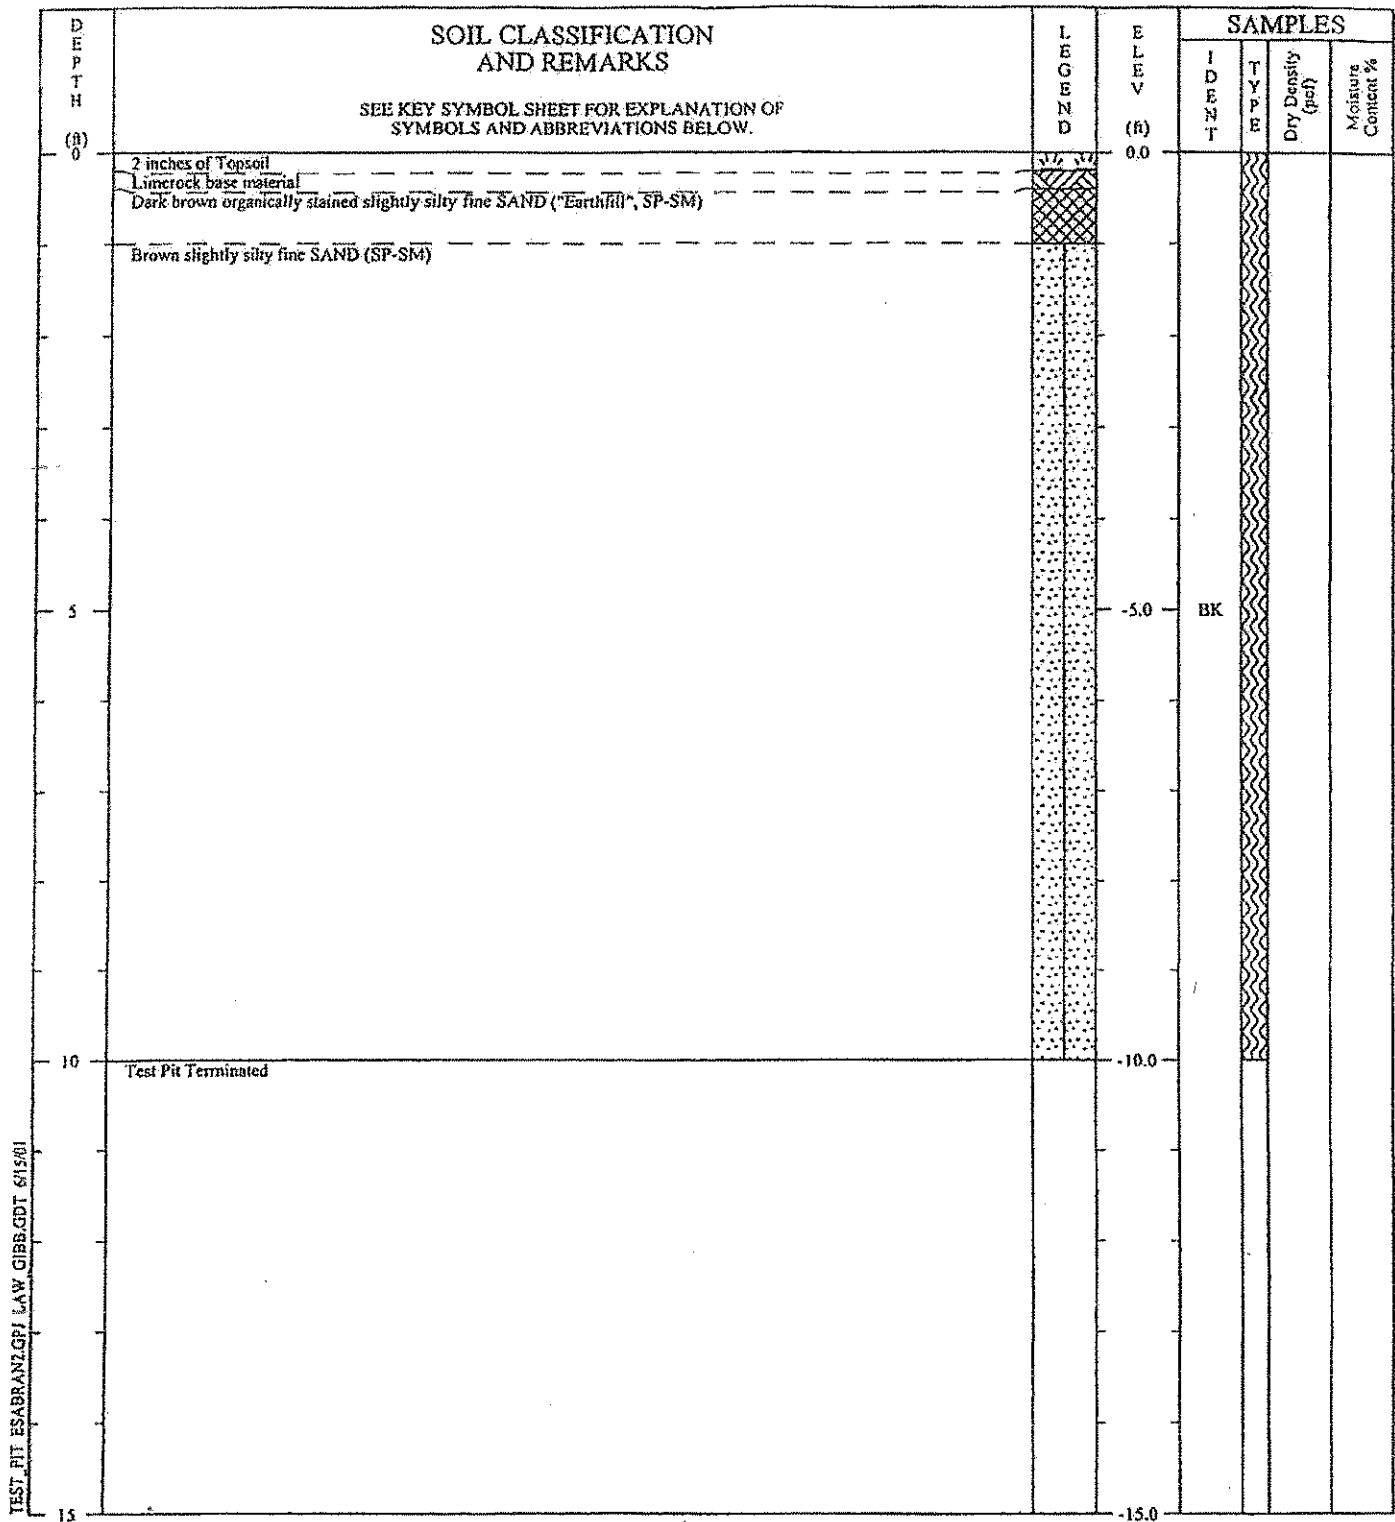 DEPTH (ft)
SOIL CLASSIFICATION
AND REMARKS
SEE KEY SYMBOL SHEET FOR EXPLANATION OF
SYMBOLS AND ABBREVIATIONS BELOW.
LEGEND
ELEV (ft)
SAMPLES
IDENT
TYPE
Dry Density (pcf)
Moisture Content %
0
0.0
2 inches of Topsoil
Limerock base material
Dark brown organically stained slightly silty fine SAND ("Earthfill", SP-SM)
Brown slightly silty fine SAND (SP-SM)
5
-5.0
BK
10
-10.0
Test Pit Terminated
15
-15.0
TEST_PIT ESABRAN2.GPJ LAW_GIBB.GDT 6/15/01